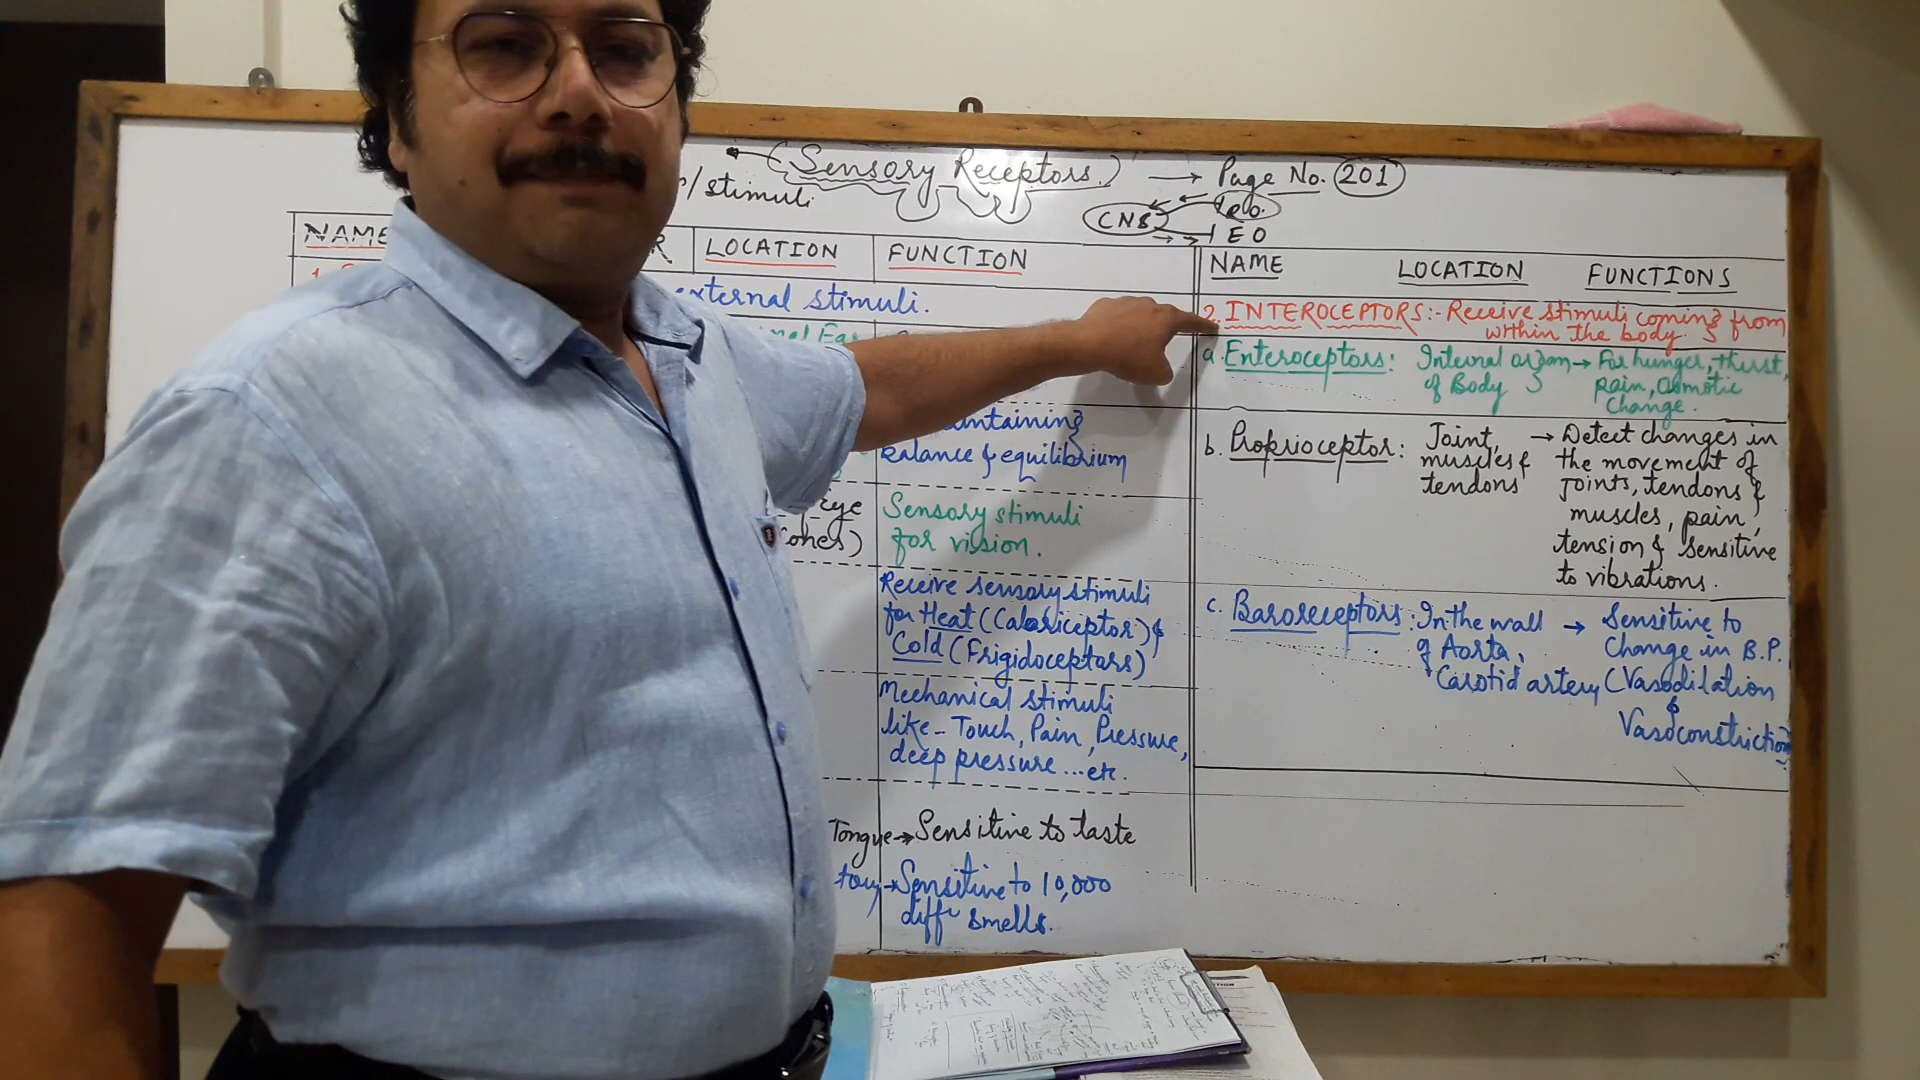 (Sensory Receptors.) → Page No. 201
/stimuli
CNS
E O
NAME
LOCATION
FUNCTION
external stimuli.
balance & equilibrium
Eye
Sensory stimuli
for vision.
Receive sensory stimuli
for Heat (Caloriceptor) &
Cold (Frigidoceptors)
Mechanical stimuli
like - Touch, Pain, Pressure,
deep pressure ... etc.
Tongue → Sensitive to taste
→ Sensitive to 10,000
diffr smells.
NAME LOCATION FUNCTIONS
2. INTEROCEPTORS:- Receive stimuli coming from
within the body.
a. Enteroceptors: Internal organ → For hunger, thirst,
of Body pain, Osmotic
Change.
b. Proprioceptor: Joint, → Detect changes in
muscles & the movement of
tendons joints, tendons &
muscles, pain,
tension & sensitive
to vibrations.
c. Baroreceptors: In the wall → Sensitive to
of Aorta, Change in B.P.
Carotid artery (Vasodilation
&
Vasoconstriction